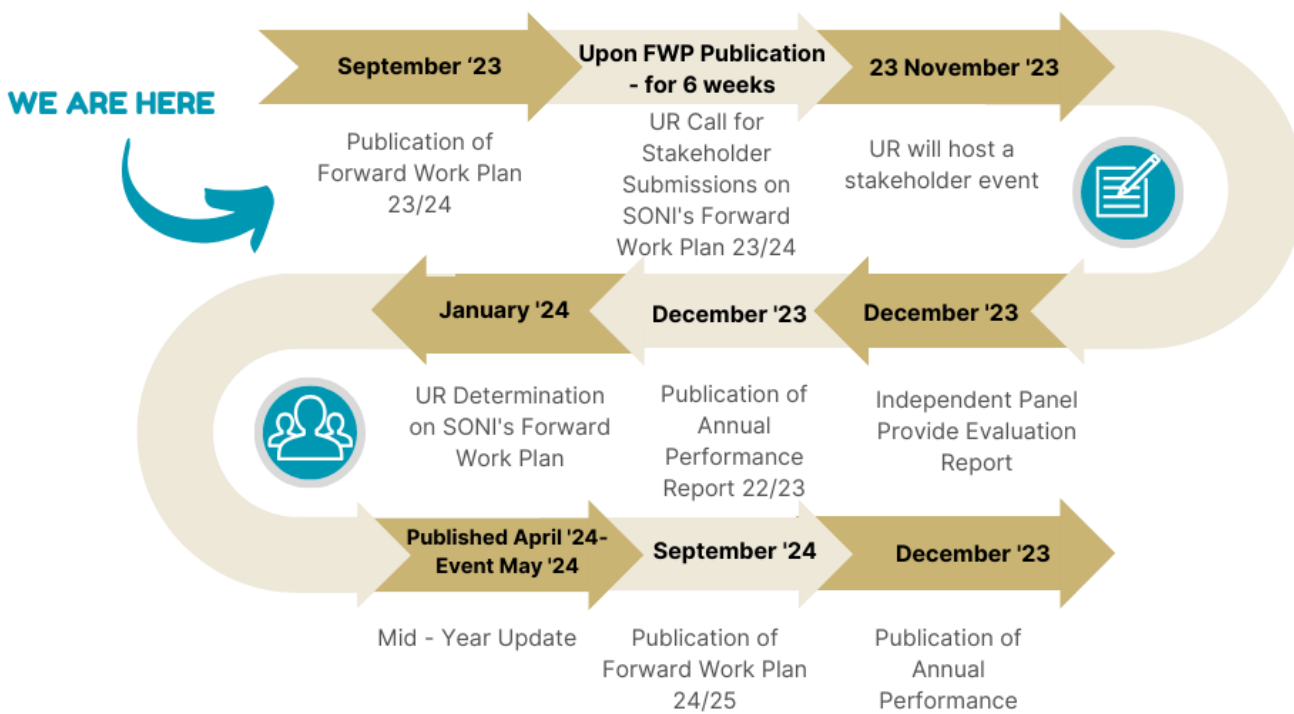 WE ARE HERE
September ‘23
Publication of
Forward Work Plan
23/24
Upon FWP Publication
- for 6 weeks
UR Call for
Stakeholder
Submissions on
SONI's Forward
Work Plan 23/24
23 November '23
UR will host a
stakeholder event
December '23
Independent Panel
Provide Evaluation
Report
December '23
Publication of
Annual
Performance
Report 22/23
January '24
UR Determination
on SONI's Forward
Work Plan
Published April '24-
Event May '24
Mid - Year Update
September '24
Publication of
Forward Work Plan
24/25
December '23
Publication of
Annual
Performance